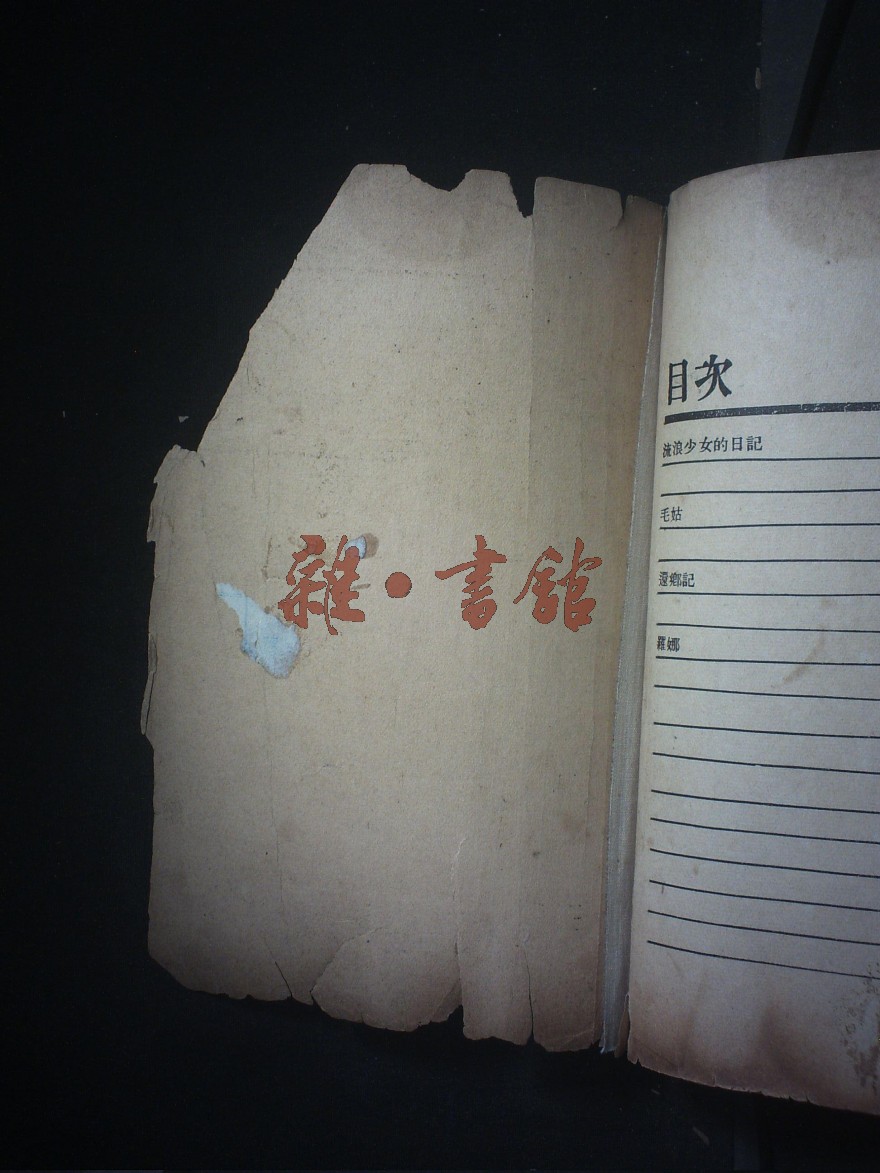 雜·書館
目次
流浪少女的日記
毛姑
還鄉記
羅娜